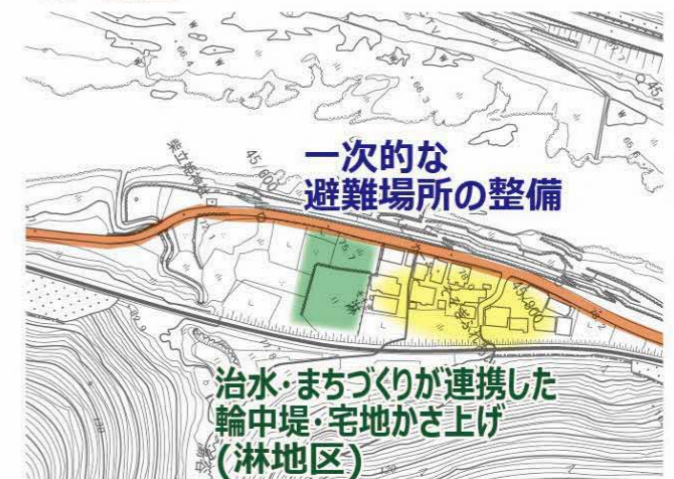 一次的な
避難場所の整備
淋
治水・まちづくりが連携した
輪中堤・宅地かさ上げ
(淋地区)